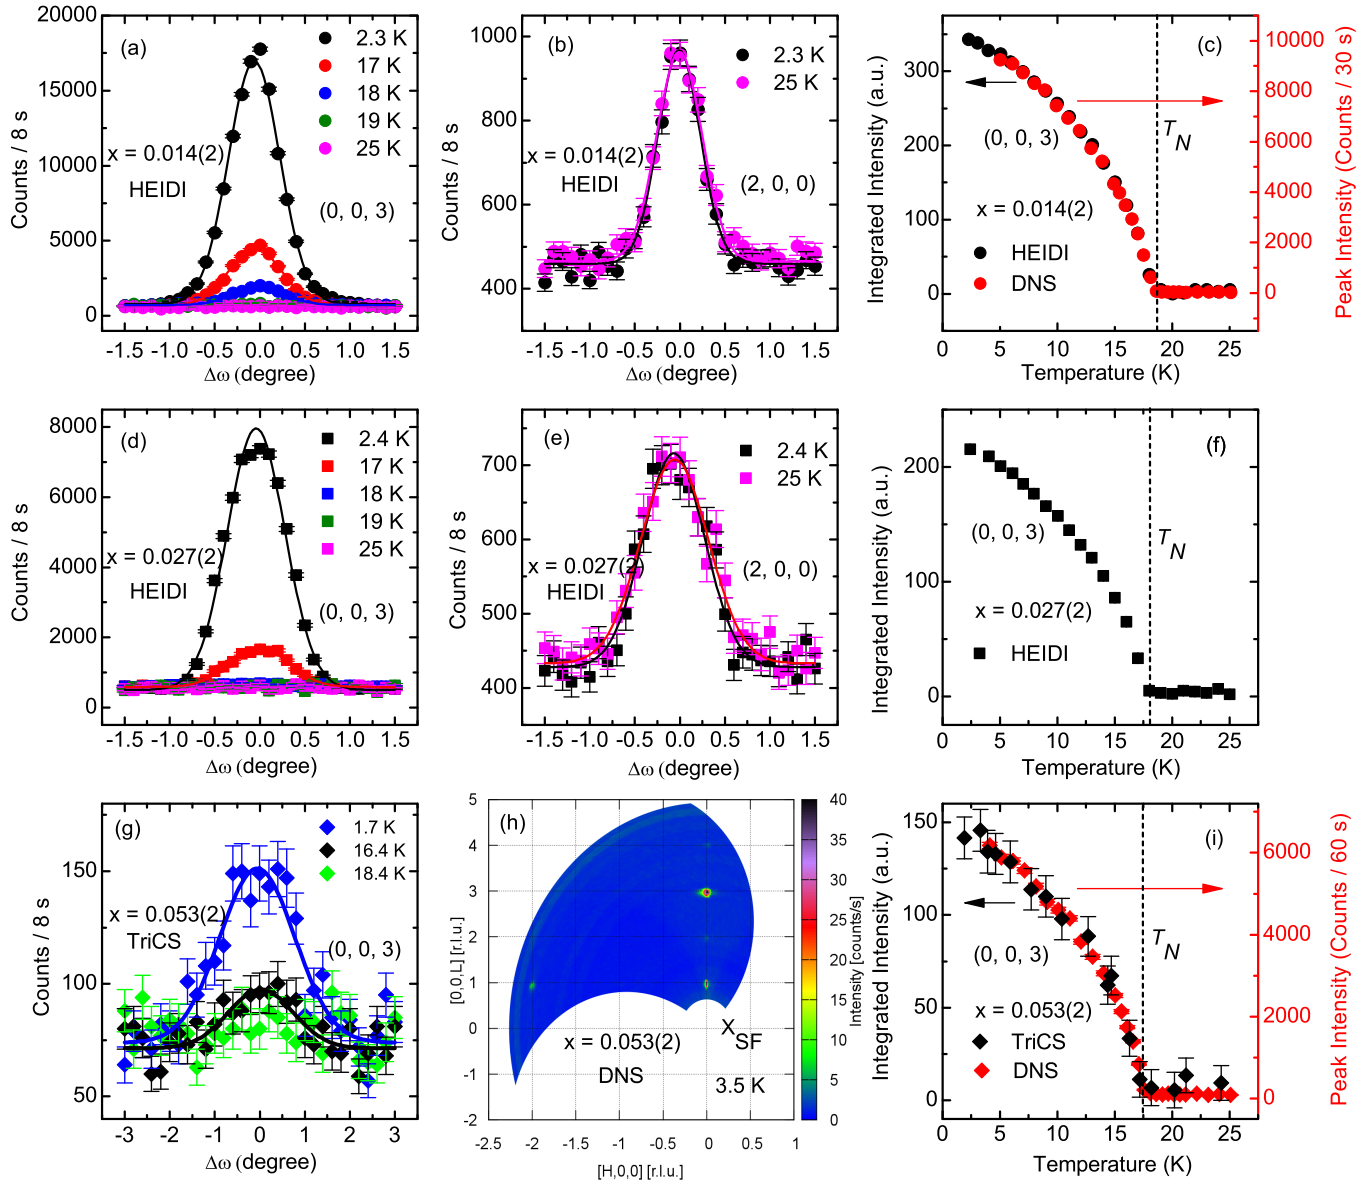 (a)
20000
17500
15000
12500
10000
7500
5000
2500
0
Counts / 8 s
2.3 K
17 K
18 K
19 K
25 K
x = 0.014(2)
HEIDI
(0, 0, 3)
-1.5 -1.0 -0.5 0.0 0.5 1.0 1.5
Δω (degree)
(b)
1000
800
600
400
Counts / 8 s
2.3 K
25 K
x = 0.014(2)
HEIDI
(2, 0, 0)
-1.5 -1.0 -0.5 0.0 0.5 1.0 1.5
Δω (degree)
(c)
300
200
100
0
Integrated Intensity (a.u.)
10000
8000
6000
4000
2000
0
Peak Intensity (Counts / 30 s)
(0, 0, 3)
T_N
x = 0.014(2)
HEIDI
DNS
0 5 10 15 20 25
Temperature (K)
(d)
8000
6000
4000
2000
0
Counts / 8 s
2.4 K
17 K
18 K
19 K
25 K
x = 0.027(2)
HEIDI
(0, 0, 3)
-1.5 -1.0 -0.5 0.0 0.5 1.0 1.5
Δω (degree)
(e)
700
600
500
400
Counts / 8 s
2.4 K
25 K
x = 0.027(2)
HEIDI
(2, 0, 0)
-1.5 -1.0 -0.5 0.0 0.5 1.0 1.5
Δω (degree)
(f)
200
100
0
Integrated Intensity (a.u.)
(0, 0, 3)
T_N
x = 0.027(2)
HEIDI
0 5 10 15 20 25
Temperature (K)
(g)
150
100
50
Counts / 8 s
1.7 K
16.4 K
18.4 K
x = 0.053(2)
TriCS
(0, 0, 3)
-3 -2 -1 0 1 2 3
Δω (degree)
(h)
5
4
3
2
1
0
-1
-2
[0,0,L] [r.l.u.]
40
35
30
25
20
15
10
5
0
Intensity [counts/s]
x = 0.053(2)
DNS
X_SF
3.5 K
-2.5 -2 -1.5 -1 -0.5 0 0.5 1
[H,0,0] [r.l.u.]
(i)
150
100
50
0
Integrated Intensity (a.u.)
6000
4000
2000
0
Peak Intensity (Counts / 60 s)
(0, 0, 3)
T_N
x = 0.053(2)
TriCS
DNS
0 5 10 15 20 25
Temperature (K)